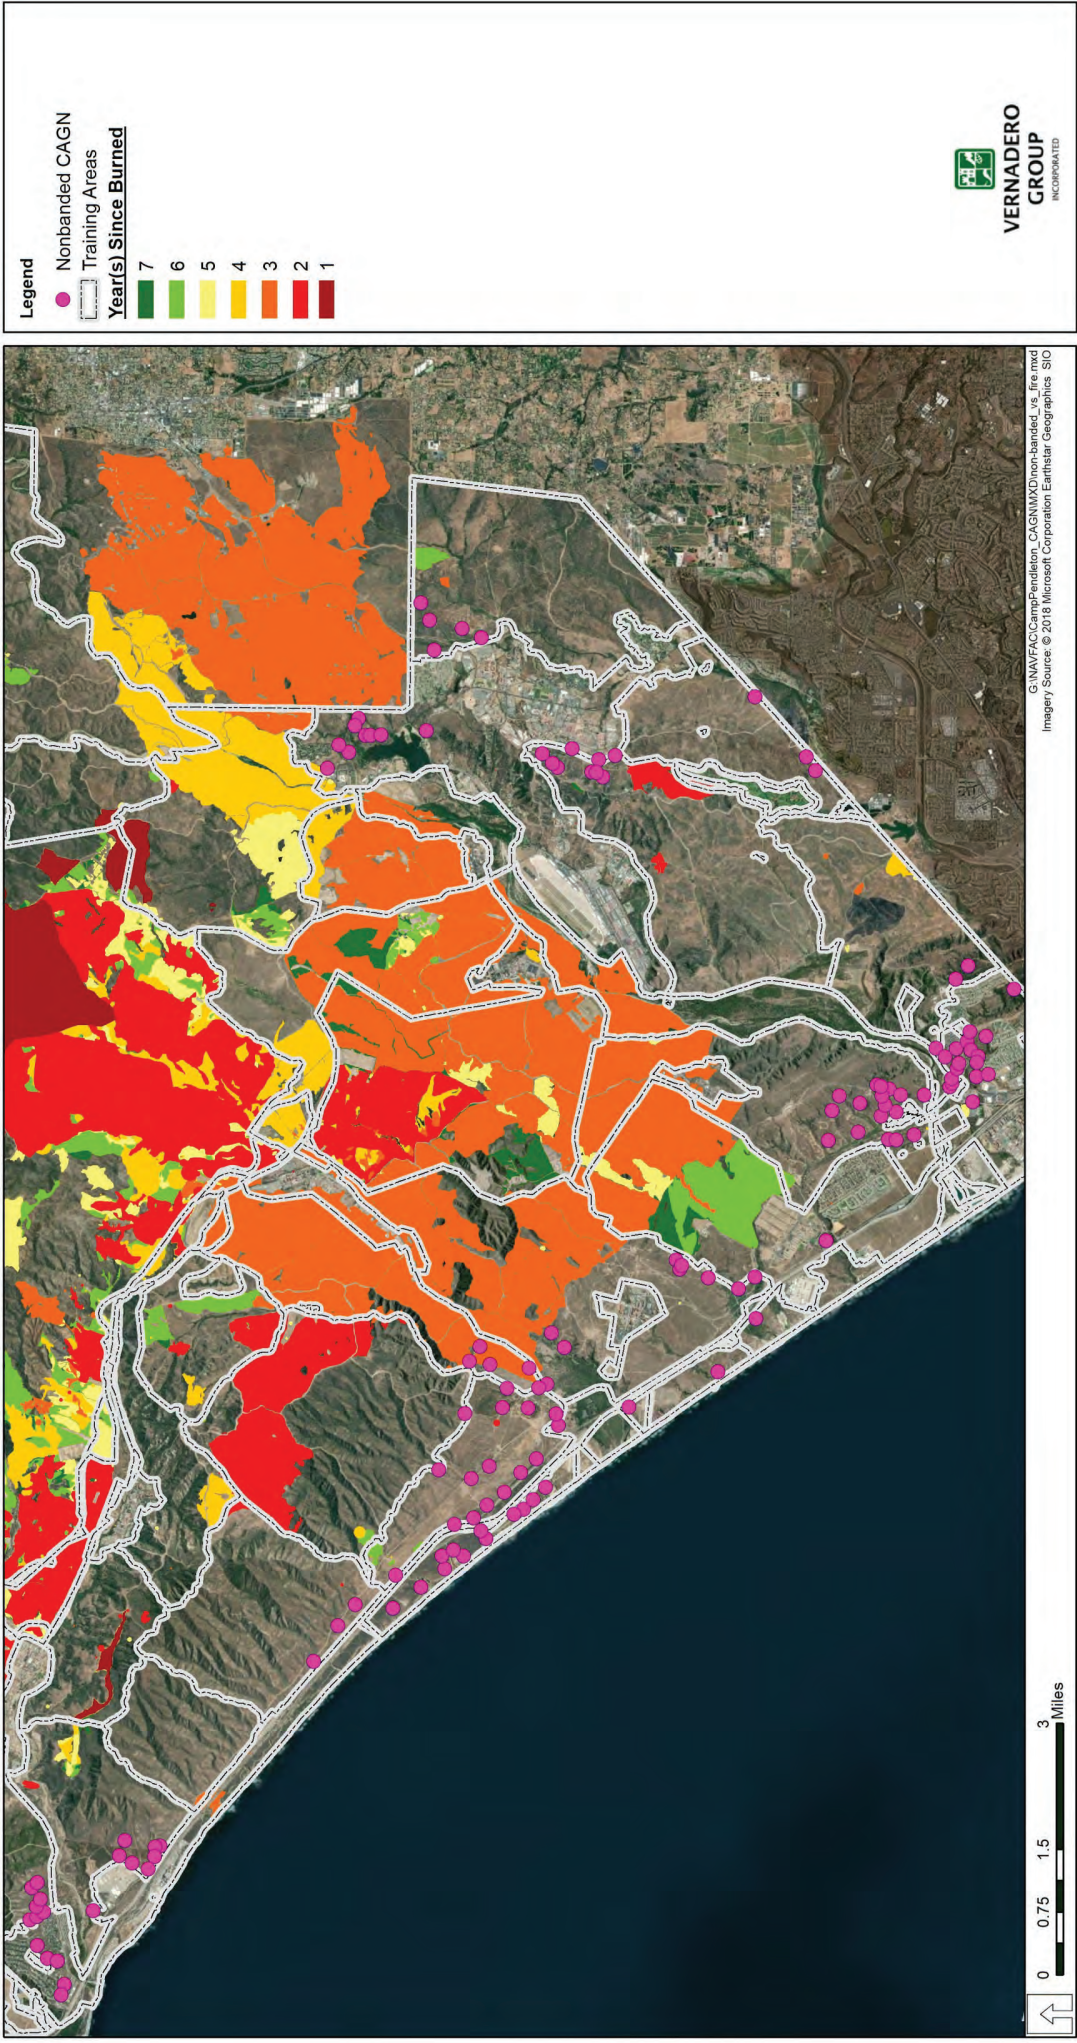 Legend
Nonbanded CAGN
Training Areas
Year(s) Since Burned
7
6
5
4
3
2
1
VERNADERO
GROUP
INCORPORATED
G:\NAVFAC\CampPendleton_CAGN\MXD\non-banded_vs_fire.mxd
Imagery Source: © 2018 Microsoft Corporation Earthstar Geographics SIO
0 0.75 1.5 3
Miles